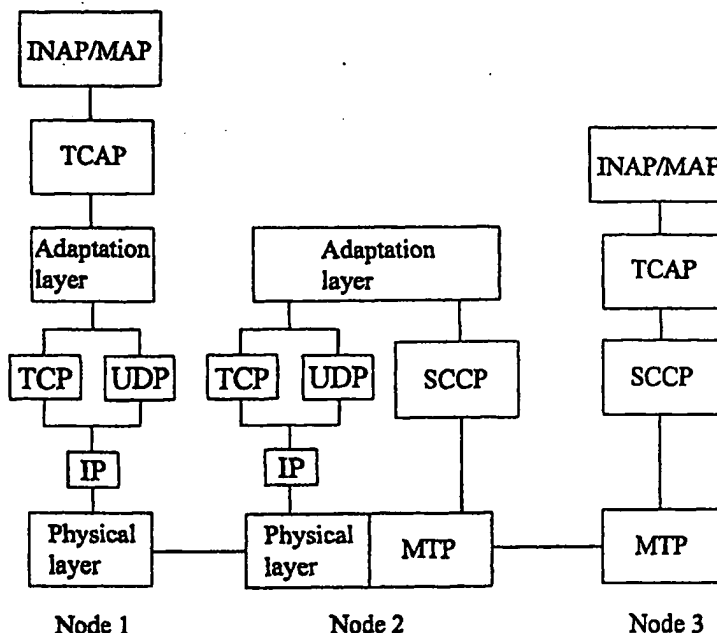 INAP/MAP
TCAP
Adaptation
layer
TCP
UDP
IP
Physical
layer
Node 1
Adaptation
layer
TCP
UDP
SCCP
IP
Physical
layer
MTP
Node 2
INAP/MAP
TCAP
SCCP
MTP
Node 3